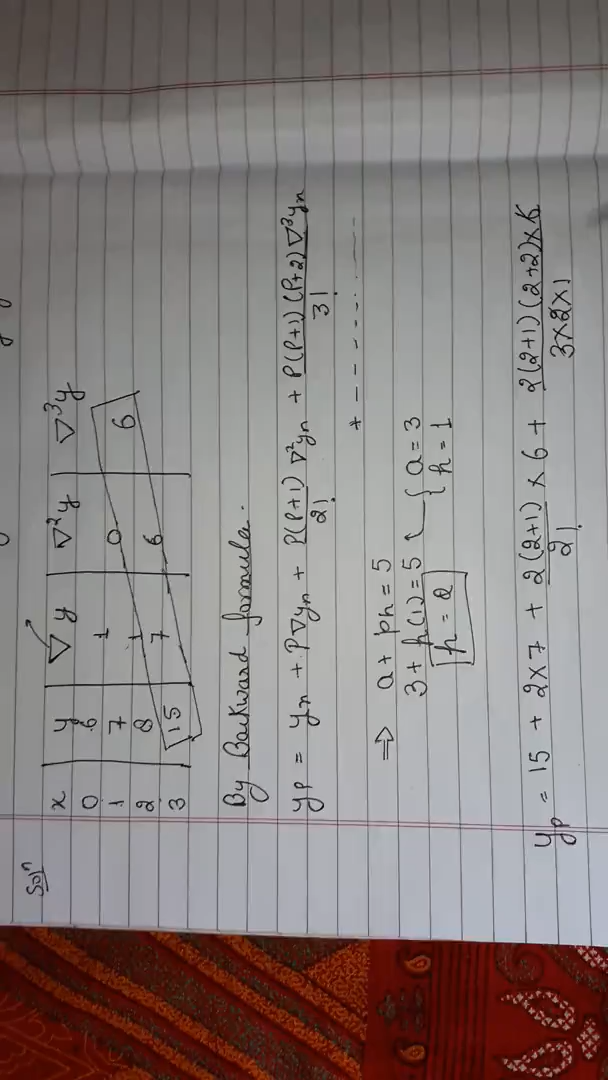 Solⁿ
x | y | ∇y | ∇²y | ∇³y
0 6
1
1 7 0 6
1
2 8 6
7
3 15
By Backward formula.
yp = yn + P∇yn + P(P+1)/2! ∇²yn + P(P+1)(P+2)∇³yn/3!
+ - - - - - - - -
⇒ a + ph = 5
3 + p(1) = 5 { a = 3
p = 2 { h = 1
yp = 15 + 2×7 + 2(2+1)/2! × 6 + 2(2+1)(2+2)×6/3×2×1